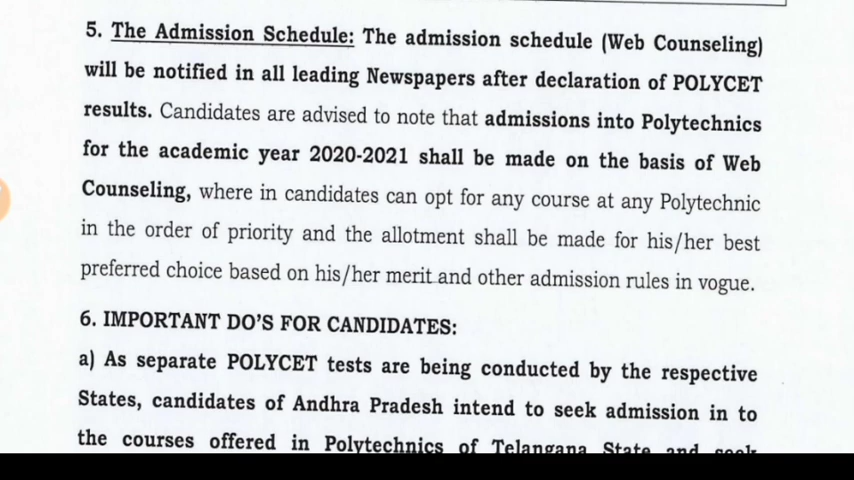 5. The Admission Schedule: The admission schedule (Web Counseling)
will be notified in all leading Newspapers after declaration of POLYCET
results. Candidates are advised to note that admissions into Polytechnics
for the academic year 2020-2021 shall be made on the basis of Web
Counseling, where in candidates can opt for any course at any Polytechnic
in the order of priority and the allotment shall be made for his/her best
preferred choice based on his/her merit and other admission rules in vogue.
6. IMPORTANT DO'S FOR CANDIDATES:
a) As separate POLYCET tests are being conducted by the respective
States, candidates of Andhra Pradesh intend to seek admission in to
the courses offered in Polytechnics of Telangana State and seek